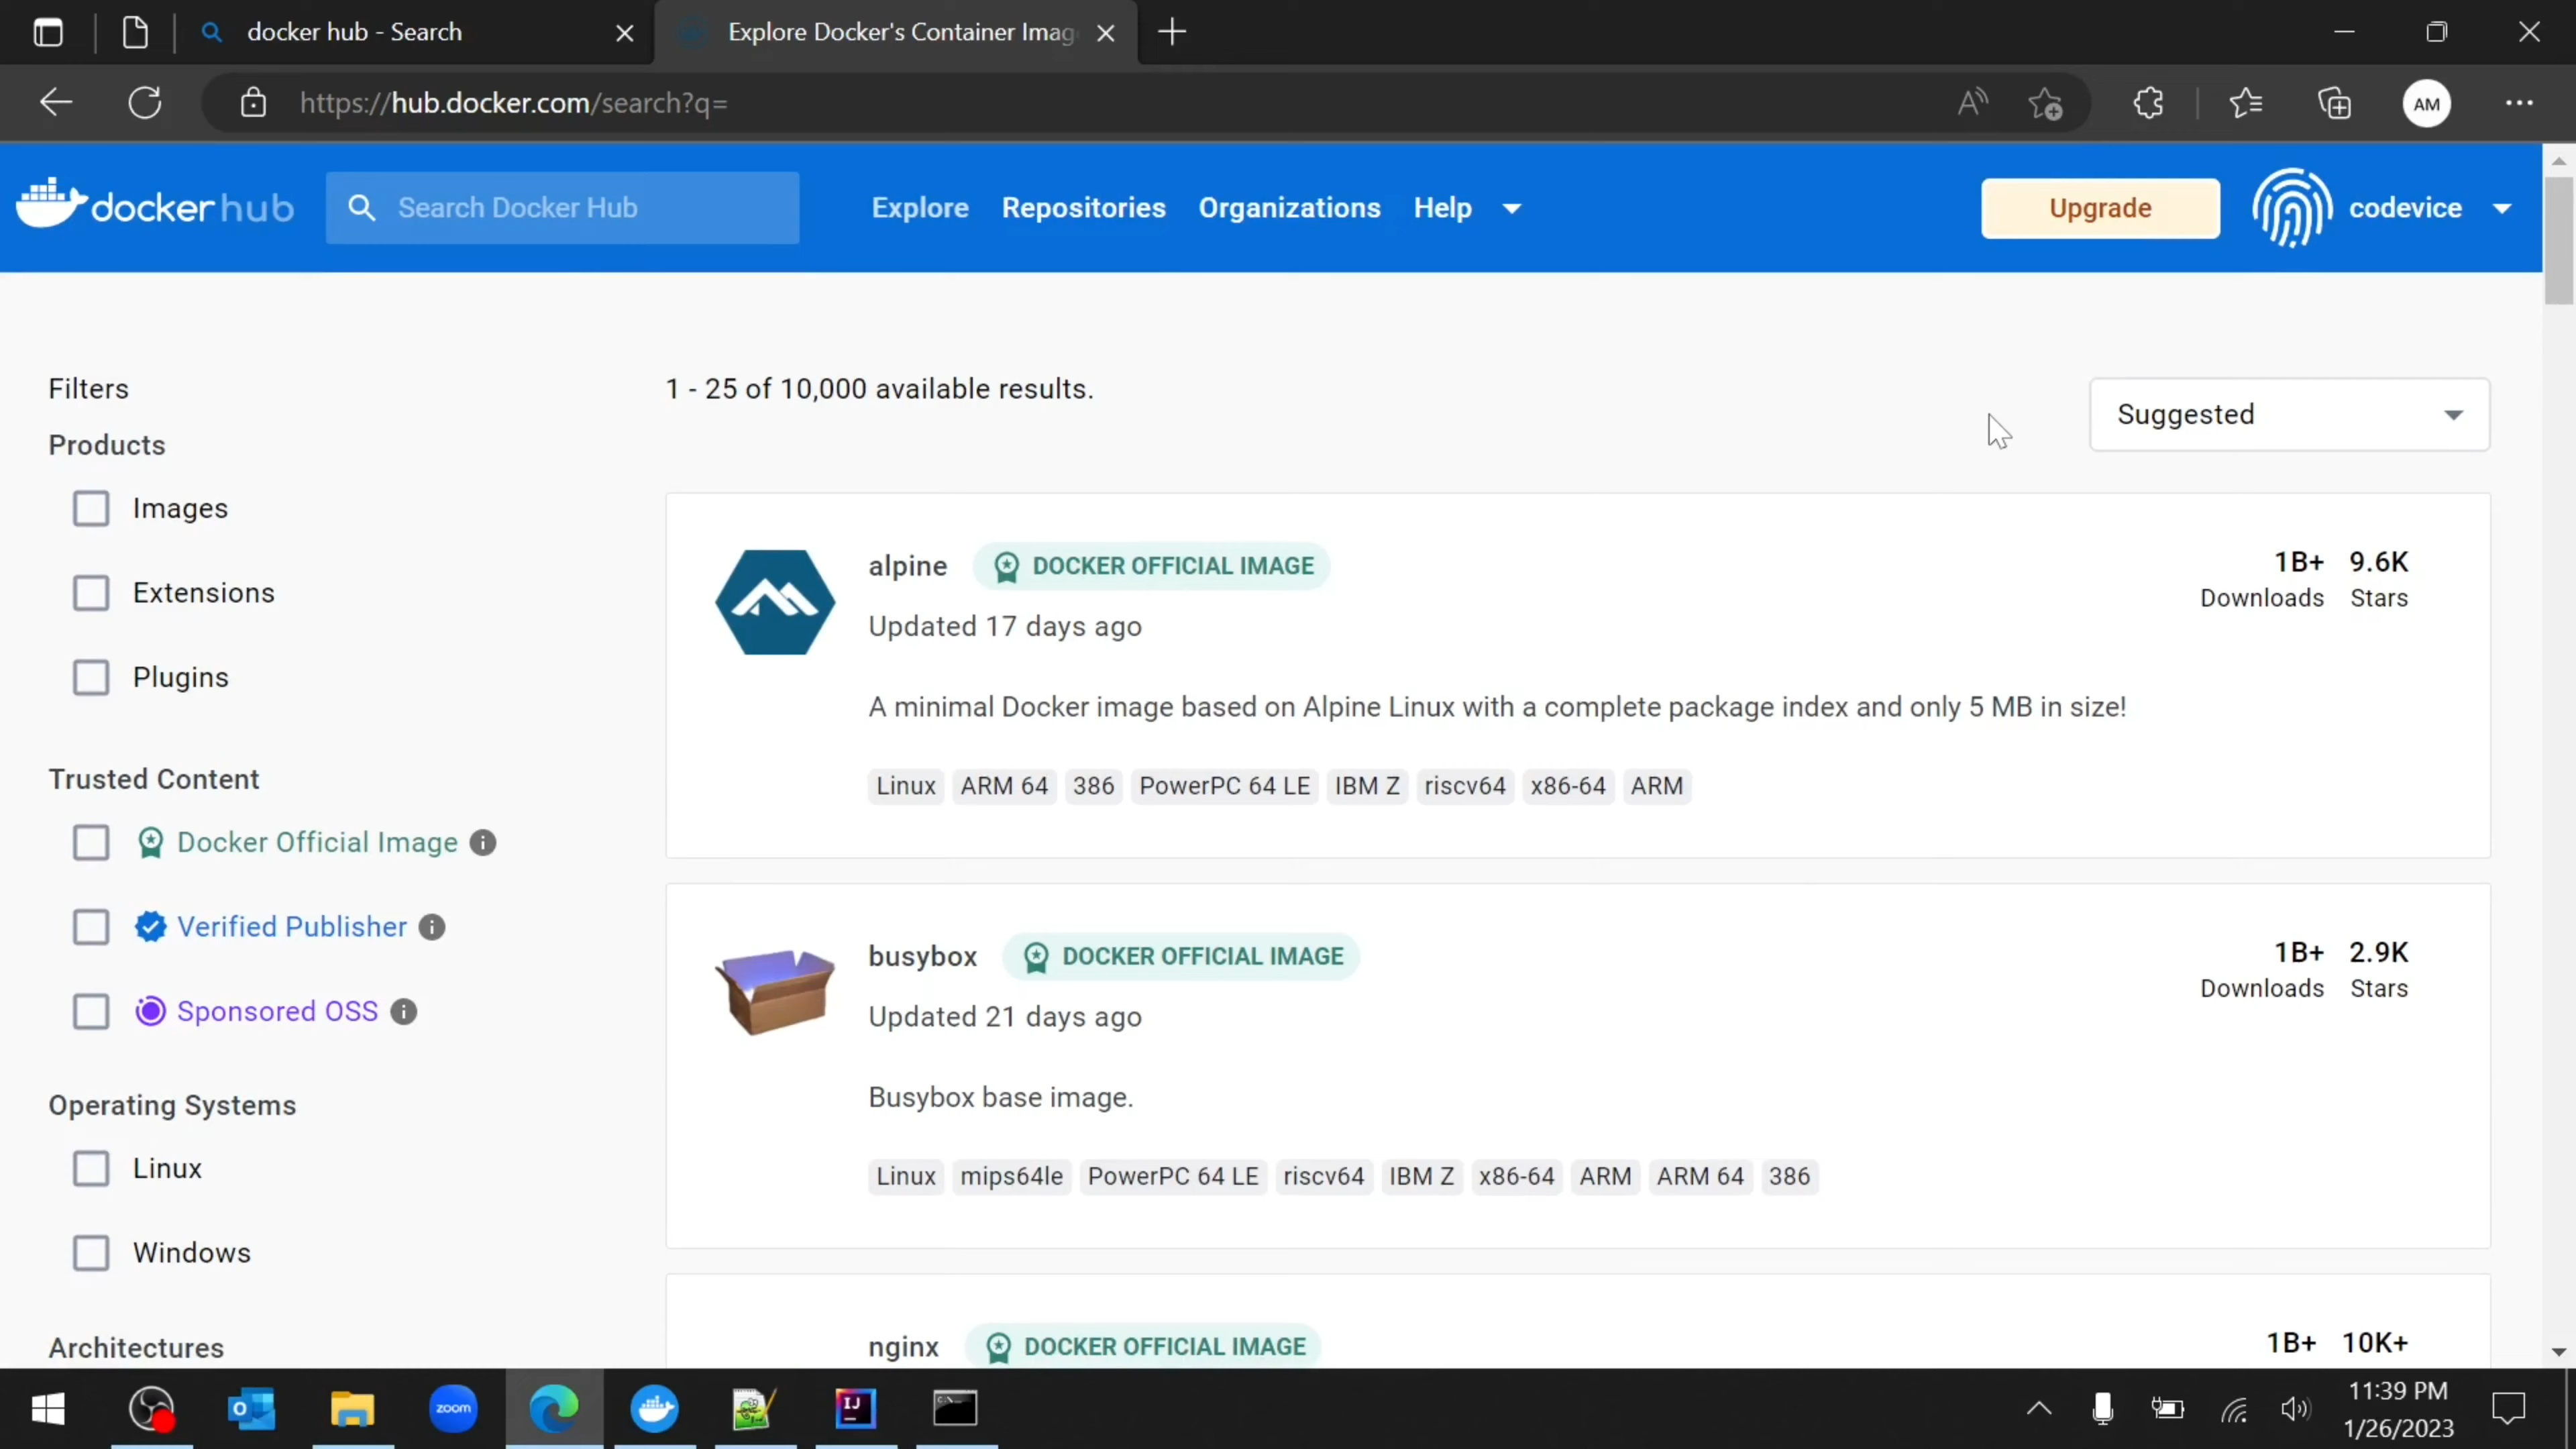 docker hub - Search
Explore Docker's Container Imag
https://hub.docker.com/search?q=
AM
docker hub
Search Docker Hub
Explore
Repositories
Organizations
Help
Upgrade
codevice
Filters
1 - 25 of 10,000 available results.
Suggested
Products
Images
Extensions
Plugins
Trusted Content
Docker Official Image
Verified Publisher
Sponsored OSS
Operating Systems
Linux
Windows
Architectures
alpine DOCKER OFFICIAL IMAGE
1B+ 9.6K
Downloads Stars
Updated 17 days ago
A minimal Docker image based on Alpine Linux with a complete package index and only 5 MB in size!
Linux ARM 64 386 PowerPC 64 LE IBM Z riscv64 x86-64 ARM
busybox DOCKER OFFICIAL IMAGE
1B+ 2.9K
Downloads Stars
Updated 21 days ago
Busybox base image.
Linux mips64le PowerPC 64 LE riscv64 IBM Z x86-64 ARM ARM 64 386
nginx DOCKER OFFICIAL IMAGE
1B+ 10K+
zoom
IJ
11:39 PM
1/26/2023